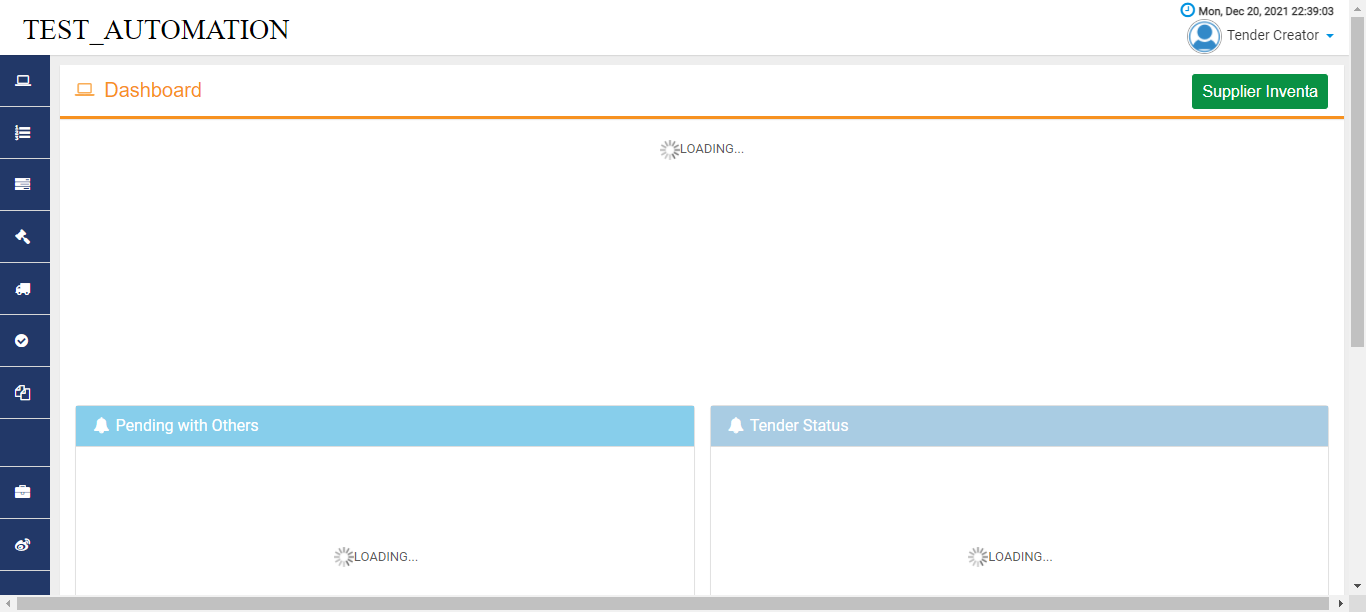 Mon, Dec 20, 2021 22:39:03
TEST_AUTOMATION
Tender Creator
Dashboard
Supplier Inventa
LOADING...
Pending with Others
Tender Status
LOADING...
LOADING...